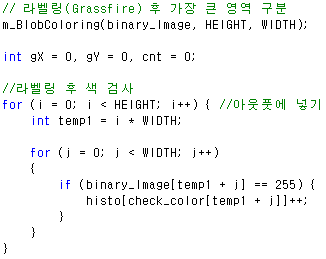 // 라벨링(Grassfire) 후 가장 큰 영역 구분
m_BlobColoring(binary_Image, HEIGHT, WIDTH);
int gX = 0, gY = 0, cnt = 0;
//라벨링 후 색 검사
for (i = 0; i < HEIGHT; i++) { //아웃풋에 넣기
int temp1 = i * WIDTH;
for (j = 0; j < WIDTH; j++)
{
if (binary_Image[temp1 + j] == 255) {
histo[check_color[temp1 + j]]++;
}
}
}